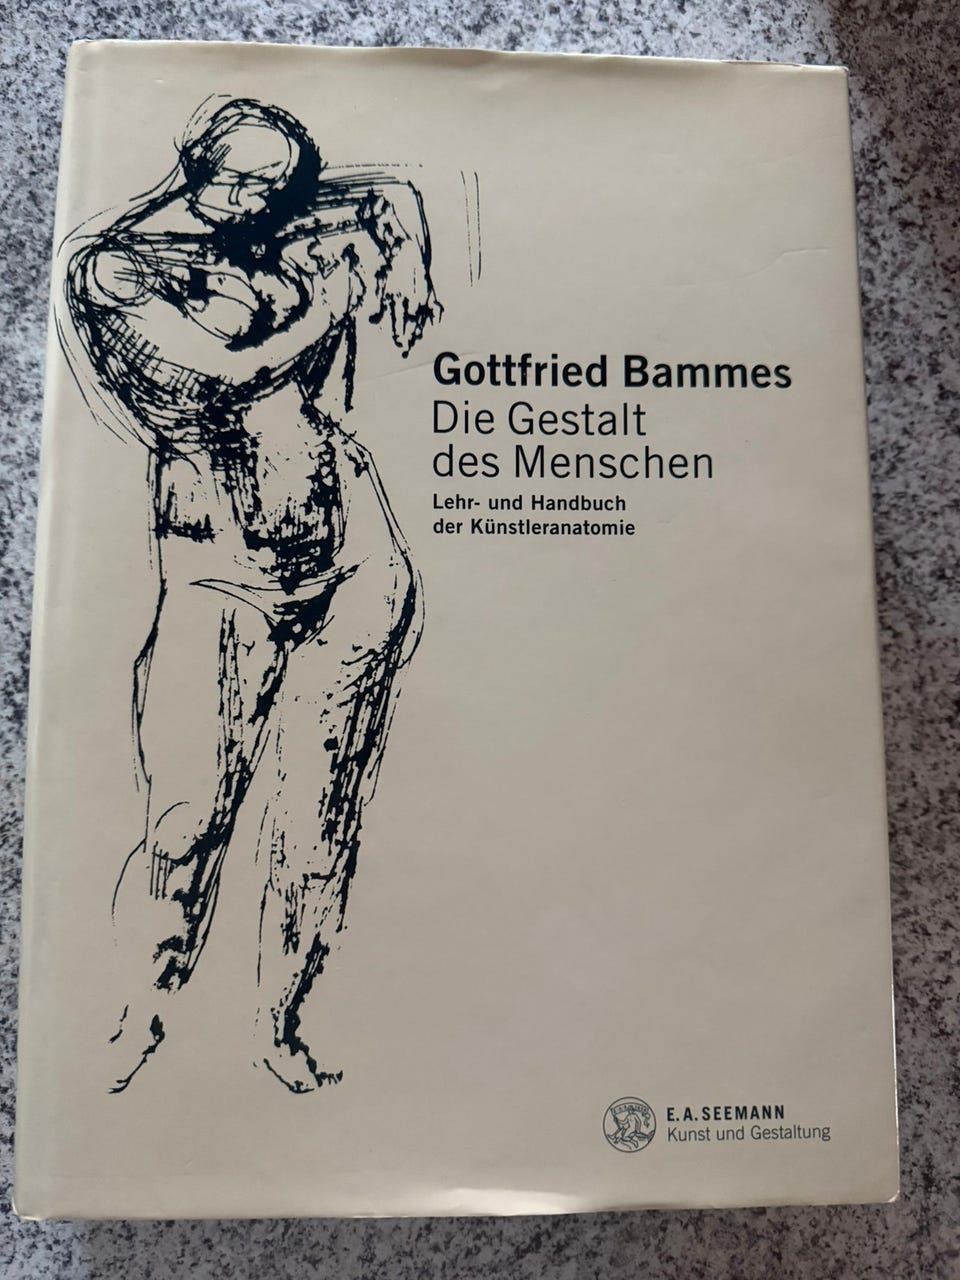 Gottfried Bammes
Die Gestalt
des Menschen
Lehr- und Handbuch
der Künstleranatomie
E.A.SEEMANN
Kunst und Gestaltung